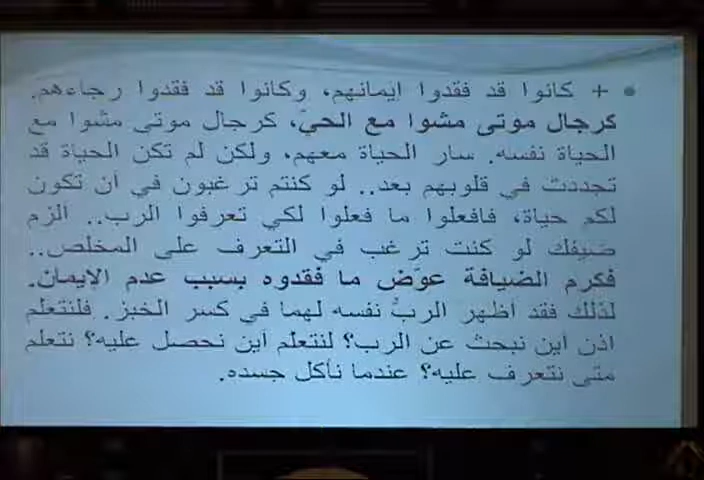 + كانوا قد فقدوا إيمانهم، وكانوا قد فقدوا رجاءهم.
كرجال موتى مشوا مع الحيّ، كرجال موتى مشوا مع
الحياة نفسه. سار الحياة معهم، ولكن لم تكن الحياة قد
تجددت في قلوبهم بعد.. لو كنتم ترغبون في أن تكون
لكم حياة، فافعلوا ما فعلوا لكي تعرفوا الرب.. الزم
ضيفك لو كنت ترغب في التعرف على المخلص..
فكرم الضيافة عوّض ما فقدوه بسبب عدم الإيمان.
لذلك فقد أظهر الربُّ نفسه لهما في كسر الخبز. فلنتعلم
إذن أين نبحث عن الرب؟ لنتعلم أين نحصل عليه؟ نتعلم
متى نتعرف عليه؟ عندما نأكل جسده.